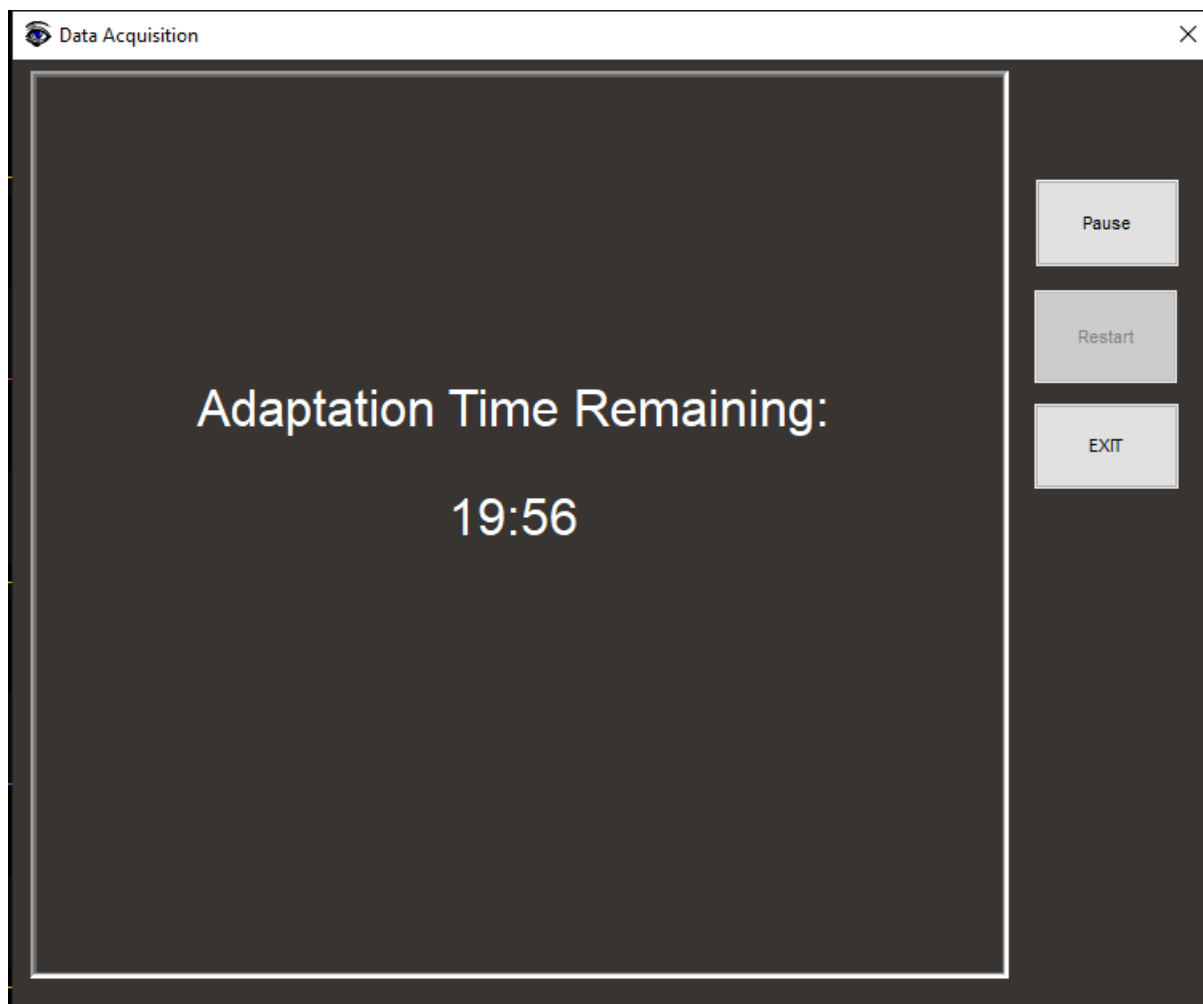 Data Acquisition
Pause
Restart
Adaptation Time Remaining:
EXIT
19:56